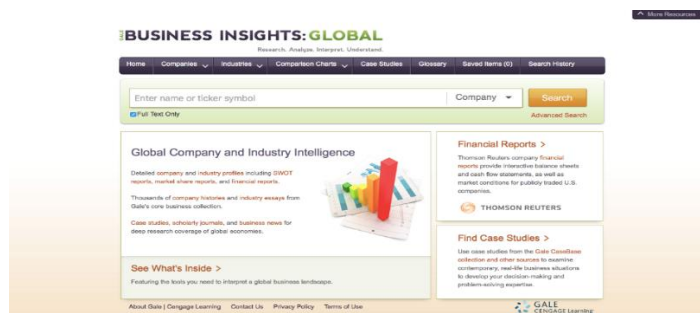 More Resources
GALE
BUSINESS INSIGHTS: GLOBAL
Research. Analyze. Interpret. Understand.
Home Companies Industries Comparison Charts Case Studies Glossary Saved Items (0) Search History
Enter name or ticker symbol Company Search
Full Text Only Advanced Search
Global Company and Industry Intelligence
Detailed company and industry profiles including SWOT
reports, market share reports, and financial reports.
Thousands of company histories and industry essays from
Gale's core business collection.
Case studies, scholarly journals, and business news for
deep research coverage of global economies.
See What's Inside >
Featuring the tools you need to interpret a global business landscape.
Financial Reports >
Thomson Reuters company financial
reports provide interactive balance sheets
and cash flow statements, as well as
market conditions for publicly traded U.S.
companies.
THOMSON REUTERS
Find Case Studies >
Use case studies from the Gale CaseBase
collection and other sources to examine
contemporary, real-life business situations
to develop your decision-making and
problem-solving expertise.
About Gale | Cengage Learning Contact Us Privacy Policy Terms of Use
GALE
CENGAGE Learning